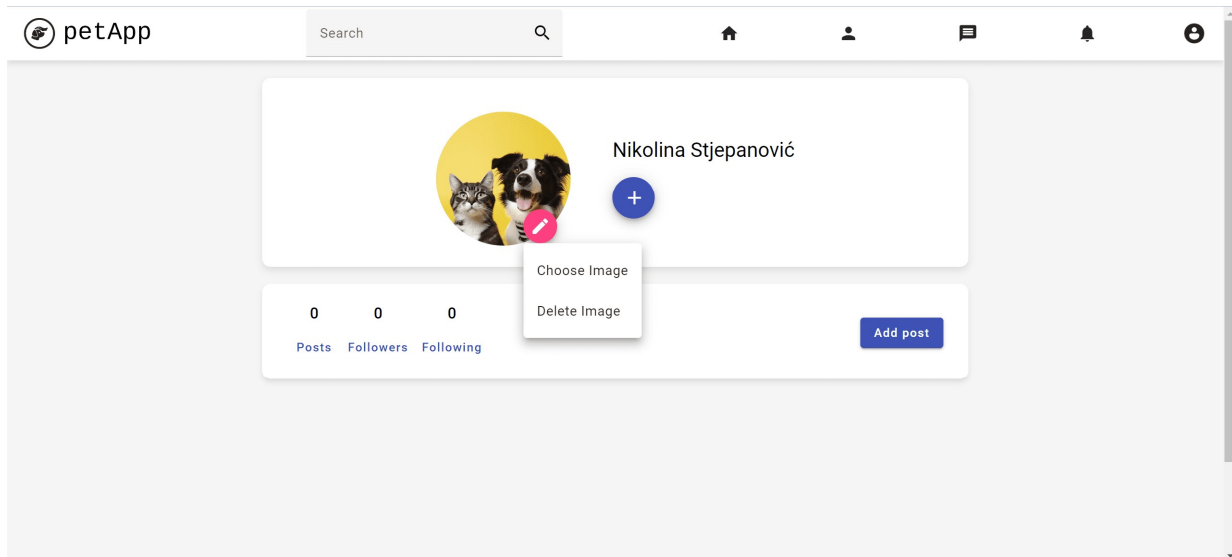 petApp
Search
Nikolina Stjepanović
Choose Image
Delete Image
0 0 0
Posts Followers Following
Add post